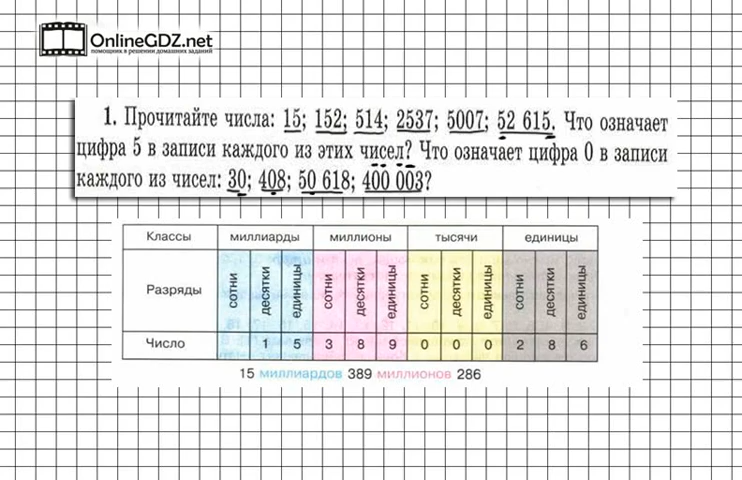 OnlineGDZ.net
помощник в решении домашних заданий
1. Прочитайте числа: 15; 152; 514; 2537; 5007; 52 615. Что означает
цифра 5 в записи каждого из этих чисел? Что означает цифра 0 в записи
каждого из чисел: 30; 408; 50 618; 400 003?
Классы миллиарды миллионы тысячи единицы
Разряды сотни десятки единицы сотни десятки единицы сотни десятки единицы сотни десятки единицы
Число 1 5 3 8 9 0 0 0 2 8 6
15 миллиардов 389 миллионов 286